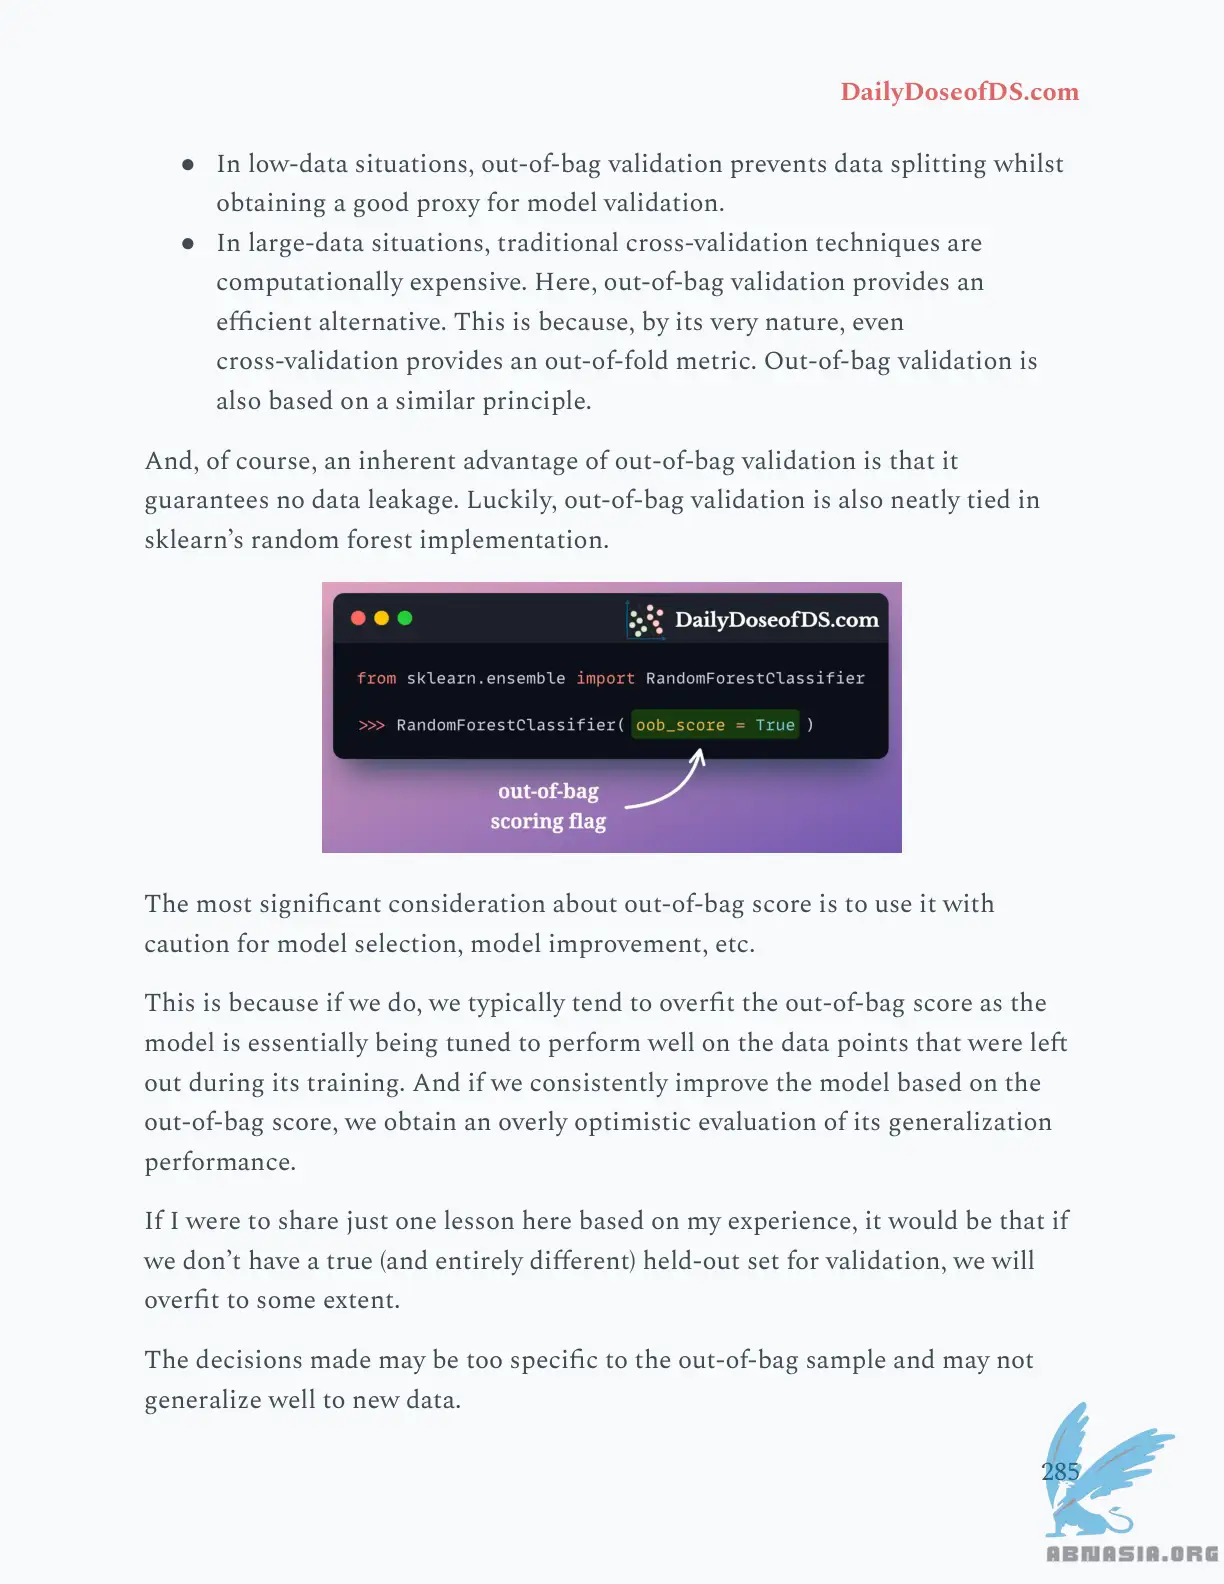 DailyDoseofDS.com
● In low-data situations, out-of-bag validation prevents data splitting whilst
obtaining a good proxy for model validation.
● In large-data situations, traditional cross-validation techniques are
computationally expensive. Here, out-of-bag validation provides an
efficient alternative. This is because, by its very nature, even
cross-validation provides an out-of-fold metric. Out-of-bag validation is
also based on a similar principle.
And, of course, an inherent advantage of out-of-bag validation is that it
guarantees no data leakage. Luckily, out-of-bag validation is also neatly tied in
sklearn’s random forest implementation.
DailyDoseofDS.com
from sklearn.ensemble import RandomForestClassifier
>>> RandomForestClassifier( oob_score = True )
out-of-bag
scoring flag
The most significant consideration about out-of-bag score is to use it with
caution for model selection, model improvement, etc.
This is because if we do, we typically tend to overfit the out-of-bag score as the
model is essentially being tuned to perform well on the data points that were left
out during its training. And if we consistently improve the model based on the
out-of-bag score, we obtain an overly optimistic evaluation of its generalization
performance.
If I were to share just one lesson here based on my experience, it would be that if
we don’t have a true (and entirely different) held-out set for validation, we will
overfit to some extent.
The decisions made may be too specific to the out-of-bag sample and may not
generalize well to new data.
285
ABNASIA.ORG